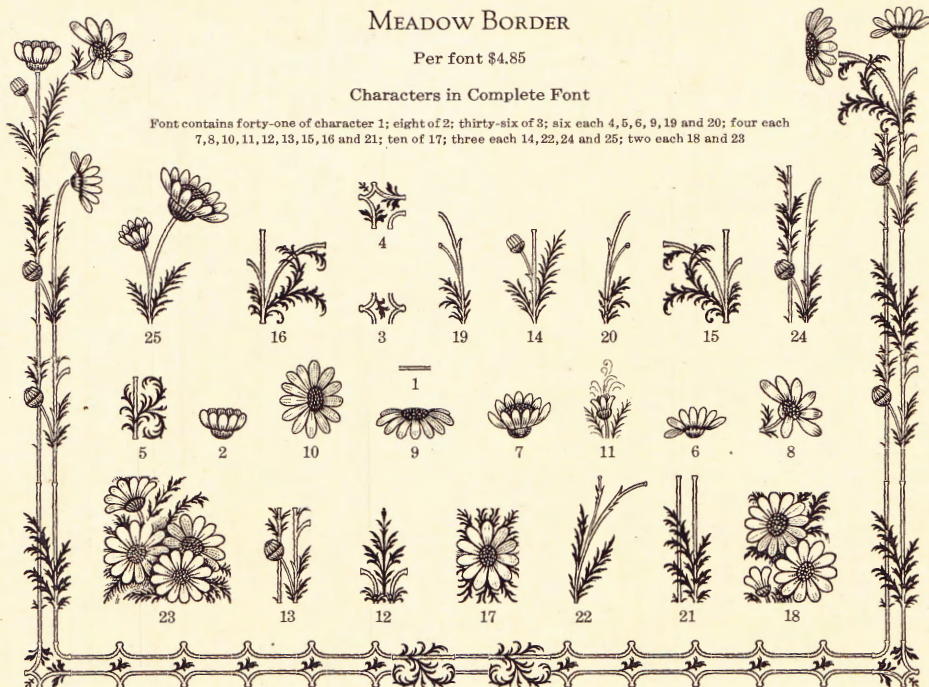 MEADOW BORDER
Per font $4.85
Characters in Complete Font
Font contains forty-one of character 1; eight of 2; thirty-six of 3; six each 4, 5, 6, 9, 19 and 20; four each
7, 8, 10, 11, 12, 13, 15, 16 and 21; ten of 17; three each 14, 22, 24 and 25; two each 18 and 23
4
25 16 3 19 14 20 15 24
1
5 2 10 9 7 11 6 8
23 13 12 17 22 21 18